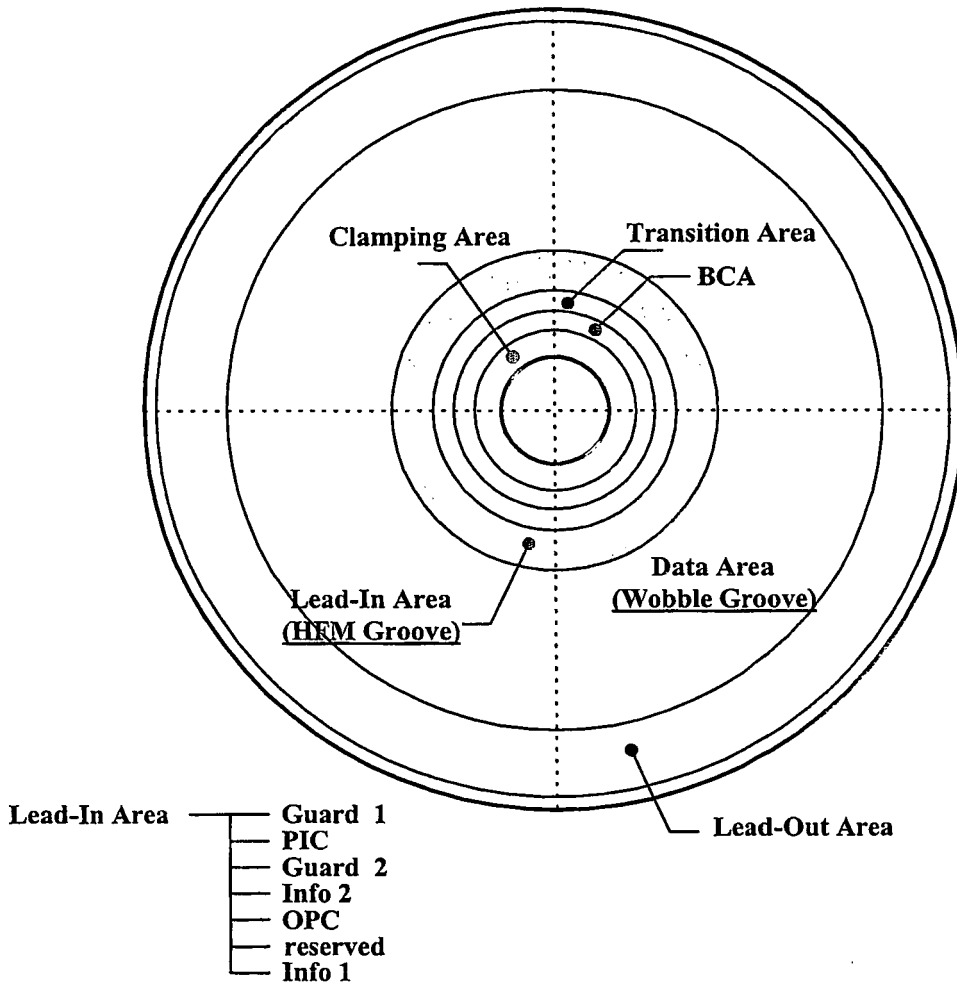 Clamping Area
Transition Area
BCA
Data Area
(Wobble Groove)
Lead-In Area
(HFM Groove)
Lead-In Area
Guard 1
PIC
Guard 2
Info 2
OPC
reserved
Info 1
Lead-Out Area